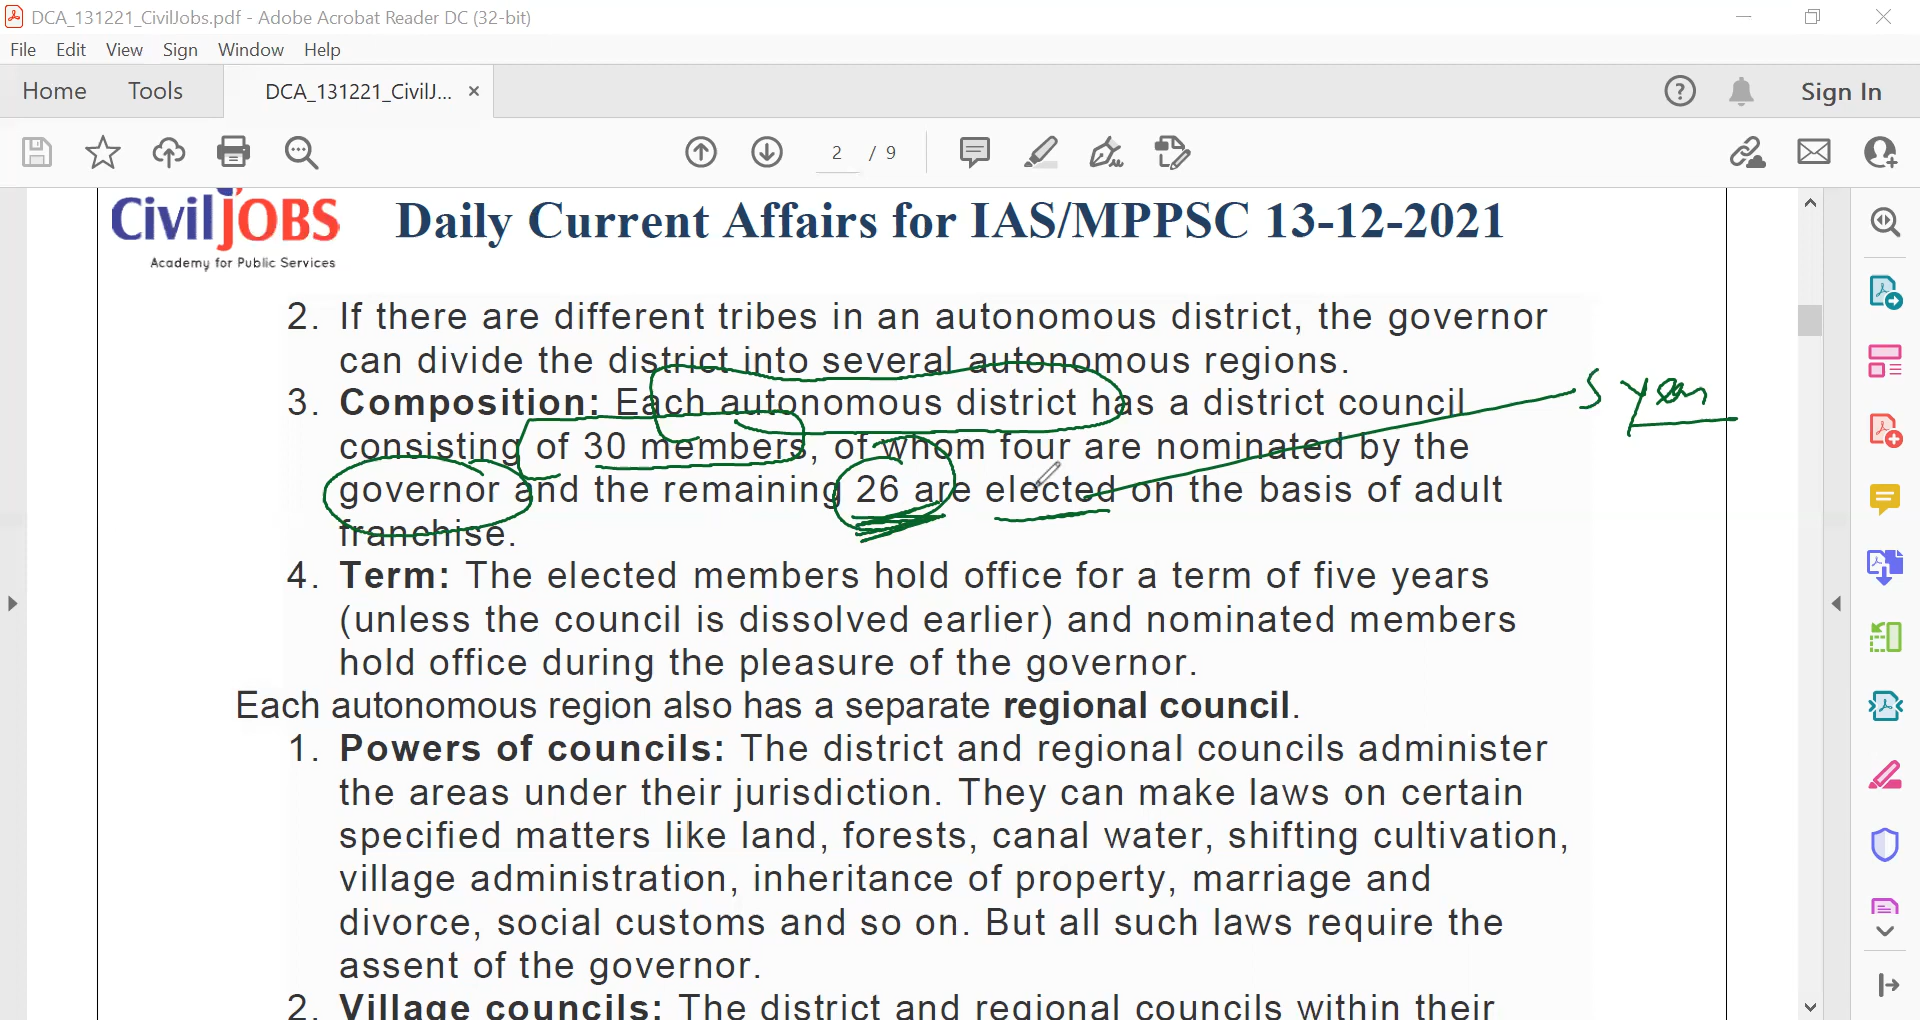 DCA_131221_CivilJobs.pdf - Adobe Acrobat Reader DC (32-bit)
File Edit View Sign Window Help
Home Tools DCA_131221_CivilJ... × Sign In
2 / 9
CivilJOBS
Academy for Public Services
Daily Current Affairs for IAS/MPPSC 13-12-2021
2. If there are different tribes in an autonomous district, the governor
can divide the district into several autonomous regions.
3. Composition: Each autonomous district has a district council
5 year
consisting of 30 members, of whom four are nominated by the
governor and the remaining 26 are elected on the basis of adult
franchise.
4. Term: The elected members hold office for a term of five years
(unless the council is dissolved earlier) and nominated members
hold office during the pleasure of the governor.
Each autonomous region also has a separate regional council.
1. Powers of councils: The district and regional councils administer
the areas under their jurisdiction. They can make laws on certain
specified matters like land, forests, canal water, shifting cultivation,
village administration, inheritance of property, marriage and
divorce, social customs and so on. But all such laws require the
assent of the governor.
2. Village councils: The district and regional councils within their